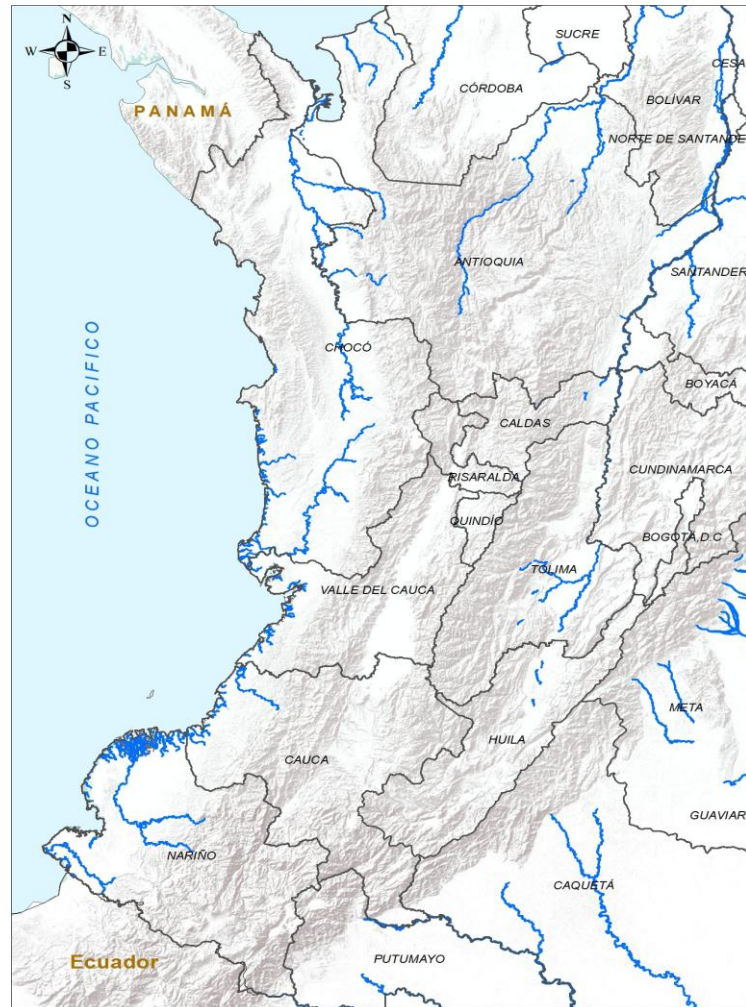 N
W E
S
SUCRE
CESA
CÓRDOBA
BOLÍVAR
PANAMÁ
NORTE DE SANTANDE
ANTIOQUIA
SANTANDER
OCEANO PACIFICO
CHOCÓ
BOYACÁ
CALDAS
CUNDINAMARCA
RISARALDA
QUINDÍO
BOGOTÁ,D.C
TOLIMA
VALLE DEL CAUCA
META
HUILA
CAUCA
GUAVIAR
NARIÑO
CAQUETÁ
Ecuador
PUTUMAYO